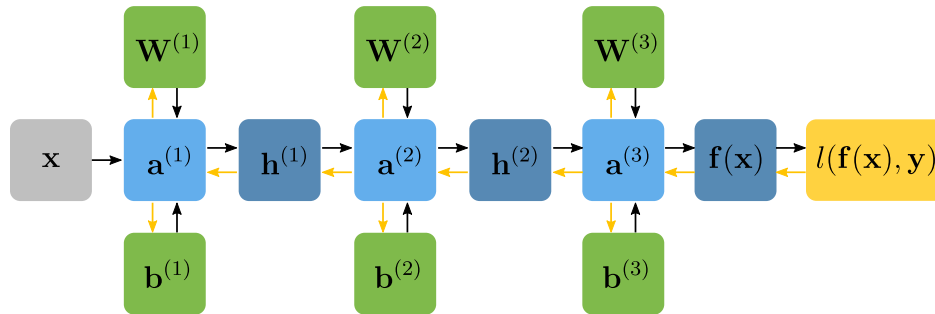 W^(1) W^(2) W^(3)
x a^(1) h^(1) a^(2) h^(2) a^(3) f(x) l(f(x), y)
b^(1) b^(2) b^(3)